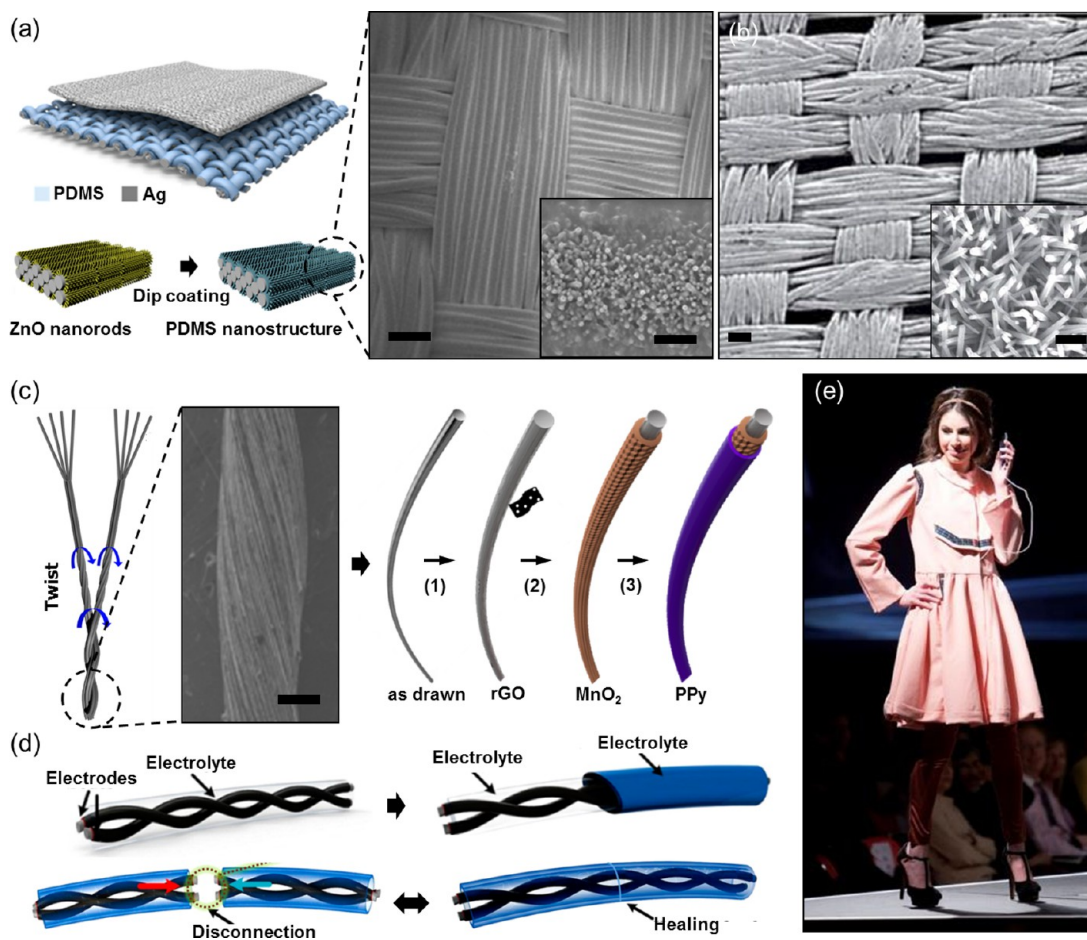 (a)
PDMS
Ag
Dip coating
ZnO nanorods
PDMS nanostructure
(b)
(c)
Twist
(1)
(2)
(3)
as drawn
rGO
MnO₂
PPy
(d)
Electrodes
Electrolyte
Electrolyte
Electrolyte
Disconnection
Healing
(e)